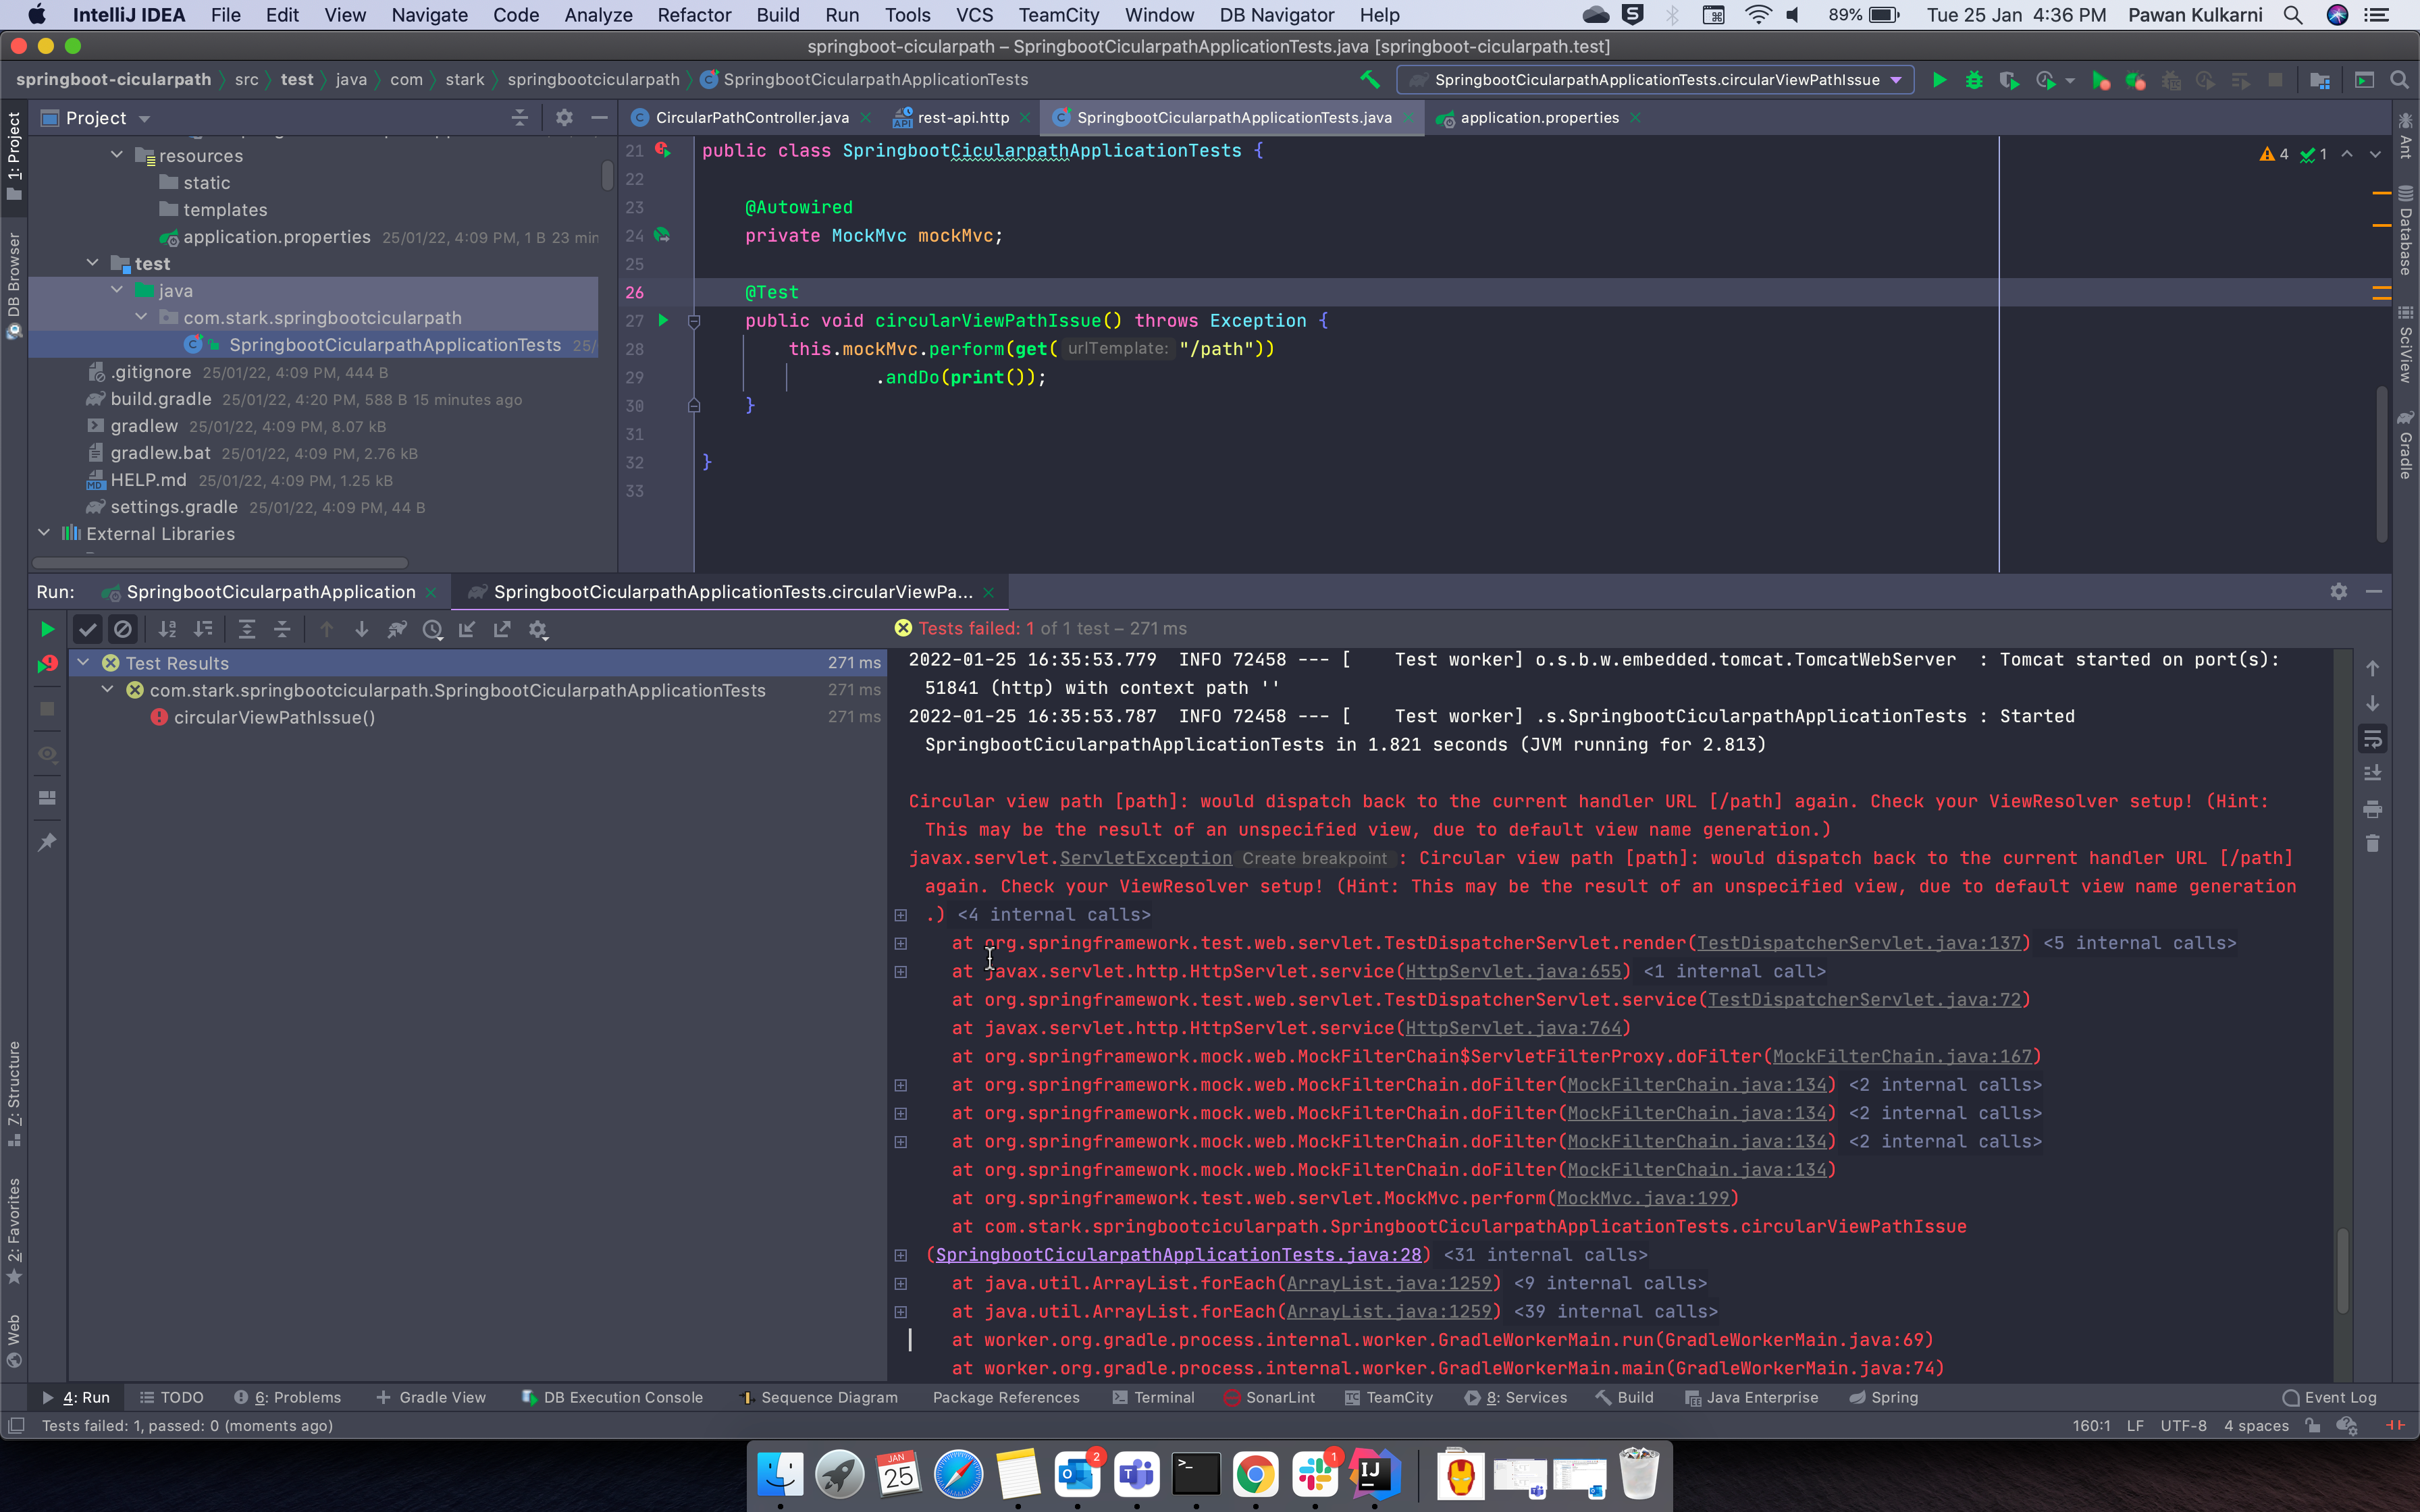 IntelliJ IDEA File Edit View Navigate Code Analyze Refactor Build Run Tools VCS TeamCity Window DB Navigator Help 89% Tue 25 Jan 4:36 PM Pawan Kulkarni
springboot-cicularpath – SpringbootCicularpathApplicationTests.java [springboot-cicularpath.test]
springboot-cicularpath src test java com stark springbootcicularpath SpringbootCicularpathApplicationTests SpringbootCicularpathApplicationTests.circularViewPathIssue
Project CircularPathController.java rest-api.http SpringbootCicularpathApplicationTests.java application.properties
1: Project
DB Browser
7: Structure
2: Favorites
Web
resources
static
templates
application.properties 25/01/22, 4:09 PM, 1 B 23 min
test
java
com.stark.springbootcicularpath
SpringbootCicularpathApplicationTests 25/
.gitignore 25/01/22, 4:09 PM, 444 B
build.gradle 25/01/22, 4:20 PM, 588 B 15 minutes ago
gradlew 25/01/22, 4:09 PM, 8.07 kB
gradlew.bat 25/01/22, 4:09 PM, 2.76 kB
HELP.md 25/01/22, 4:09 PM, 1.25 kB
settings.gradle 25/01/22, 4:09 PM, 44 B
External Libraries
21 public class SpringbootCicularpathApplicationTests { 4 1
22
23 @Autowired
24 private MockMvc mockMvc;
25
26 @Test
27 public void circularViewPathIssue() throws Exception {
28 this.mockMvc.perform(get( urlTemplate: "/path"))
29 .andDo(print());
30 }
31
32 }
33
Ant
Database
SciView
Gradle
Run: SpringbootCicularpathApplication SpringbootCicularpathApplicationTests.circularViewPa...
Tests failed: 1 of 1 test – 271 ms
Test Results 271 ms
com.stark.springbootcicularpath.SpringbootCicularpathApplicationTests 271 ms
circularViewPathIssue() 271 ms
2022-01-25 16:35:53.779 INFO 72458 --- [ Test worker] o.s.b.w.embedded.tomcat.TomcatWebServer : Tomcat started on port(s):
51841 (http) with context path ''
2022-01-25 16:35:53.787 INFO 72458 --- [ Test worker] .s.SpringbootCicularpathApplicationTests : Started
SpringbootCicularpathApplicationTests in 1.821 seconds (JVM running for 2.813)
Circular view path [path]: would dispatch back to the current handler URL [/path] again. Check your ViewResolver setup! (Hint:
This may be the result of an unspecified view, due to default view name generation.)
javax.servlet.ServletException Create breakpoint : Circular view path [path]: would dispatch back to the current handler URL [/path]
again. Check your ViewResolver setup! (Hint: This may be the result of an unspecified view, due to default view name generation
.) <4 internal calls>
at org.springframework.test.web.servlet.TestDispatcherServlet.render(TestDispatcherServlet.java:137) <5 internal calls>
at javax.servlet.http.HttpServlet.service(HttpServlet.java:655) <1 internal call>
at org.springframework.test.web.servlet.TestDispatcherServlet.service(TestDispatcherServlet.java:72)
at javax.servlet.http.HttpServlet.service(HttpServlet.java:764)
at org.springframework.mock.web.MockFilterChain$ServletFilterProxy.doFilter(MockFilterChain.java:167)
at org.springframework.mock.web.MockFilterChain.doFilter(MockFilterChain.java:134) <2 internal calls>
at org.springframework.mock.web.MockFilterChain.doFilter(MockFilterChain.java:134) <2 internal calls>
at org.springframework.mock.web.MockFilterChain.doFilter(MockFilterChain.java:134) <2 internal calls>
at org.springframework.mock.web.MockFilterChain.doFilter(MockFilterChain.java:134)
at org.springframework.test.web.servlet.MockMvc.perform(MockMvc.java:199)
at com.stark.springbootcicularpath.SpringbootCicularpathApplicationTests.circularViewPathIssue
(SpringbootCicularpathApplicationTests.java:28) <31 internal calls>
at java.util.ArrayList.forEach(ArrayList.java:1259) <9 internal calls>
at java.util.ArrayList.forEach(ArrayList.java:1259) <39 internal calls>
at worker.org.gradle.process.internal.worker.GradleWorkerMain.run(GradleWorkerMain.java:69)
at worker.org.gradle.process.internal.worker.GradleWorkerMain.main(GradleWorkerMain.java:74)
4: Run TODO 6: Problems Gradle View DB Execution Console Sequence Diagram Package References Terminal SonarLint TeamCity 8: Services Build Java Enterprise Spring Event Log
Tests failed: 1, passed: 0 (moments ago) 160:1 LF UTF-8 4 spaces
JAN
25
2
1
IJ